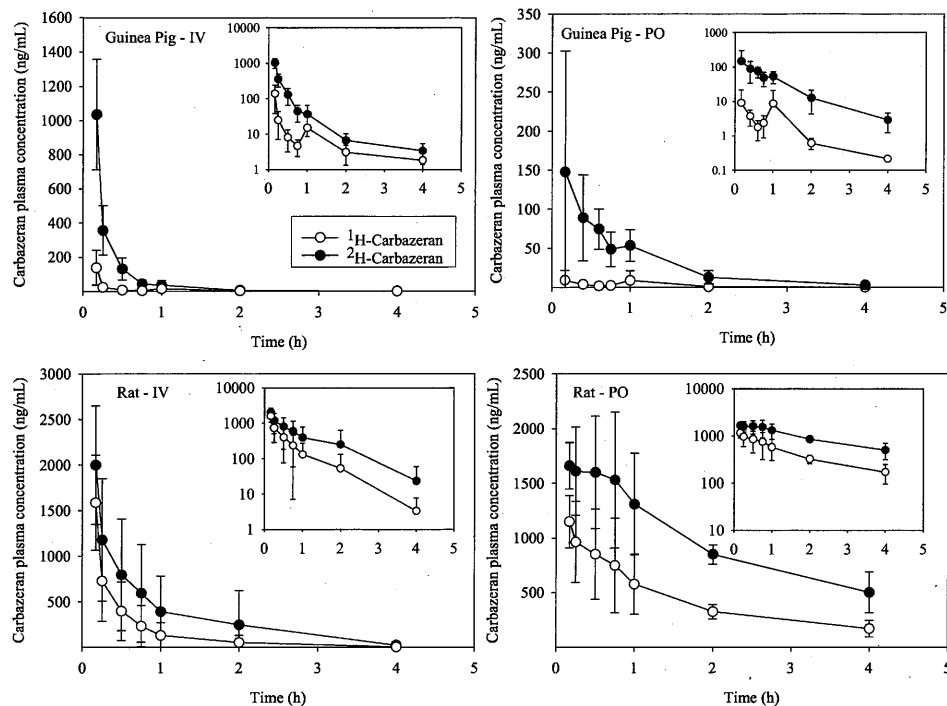 Guinea Pig - IV
Carbazeran plasma concentration (ng/mL)
1600
1400
1200
1000
800
600
400
200
0 1 2 3 4 5
Time (h)
10000
1000
100
10
1
0 1 2 3 4 5
¹H-Carbazeran
²H-Carbazeran
Guinea Pig - PO
Carbazeran plasma concentration (ng/mL)
350
300
250
200
150
100
50
0 1 2 3 4 5
Time (h)
1000
100
10
1
0.1
0 1 2 3 4 5
Rat - IV
Carbazeran plasma concentration (ng/mL)
3000
2500
2000
1500
1000
500
0 1 2 3 4 5
Time (h)
10000
1000
100
10
1
0 1 2 3 4 5
Rat - PO
Carbazeran plasma concentration (ng/mL)
2500
2000
1500
1000
500
0 1 2 3 4 5
Time (h)
10000
1000
100
10
0 1 2 3 4 5